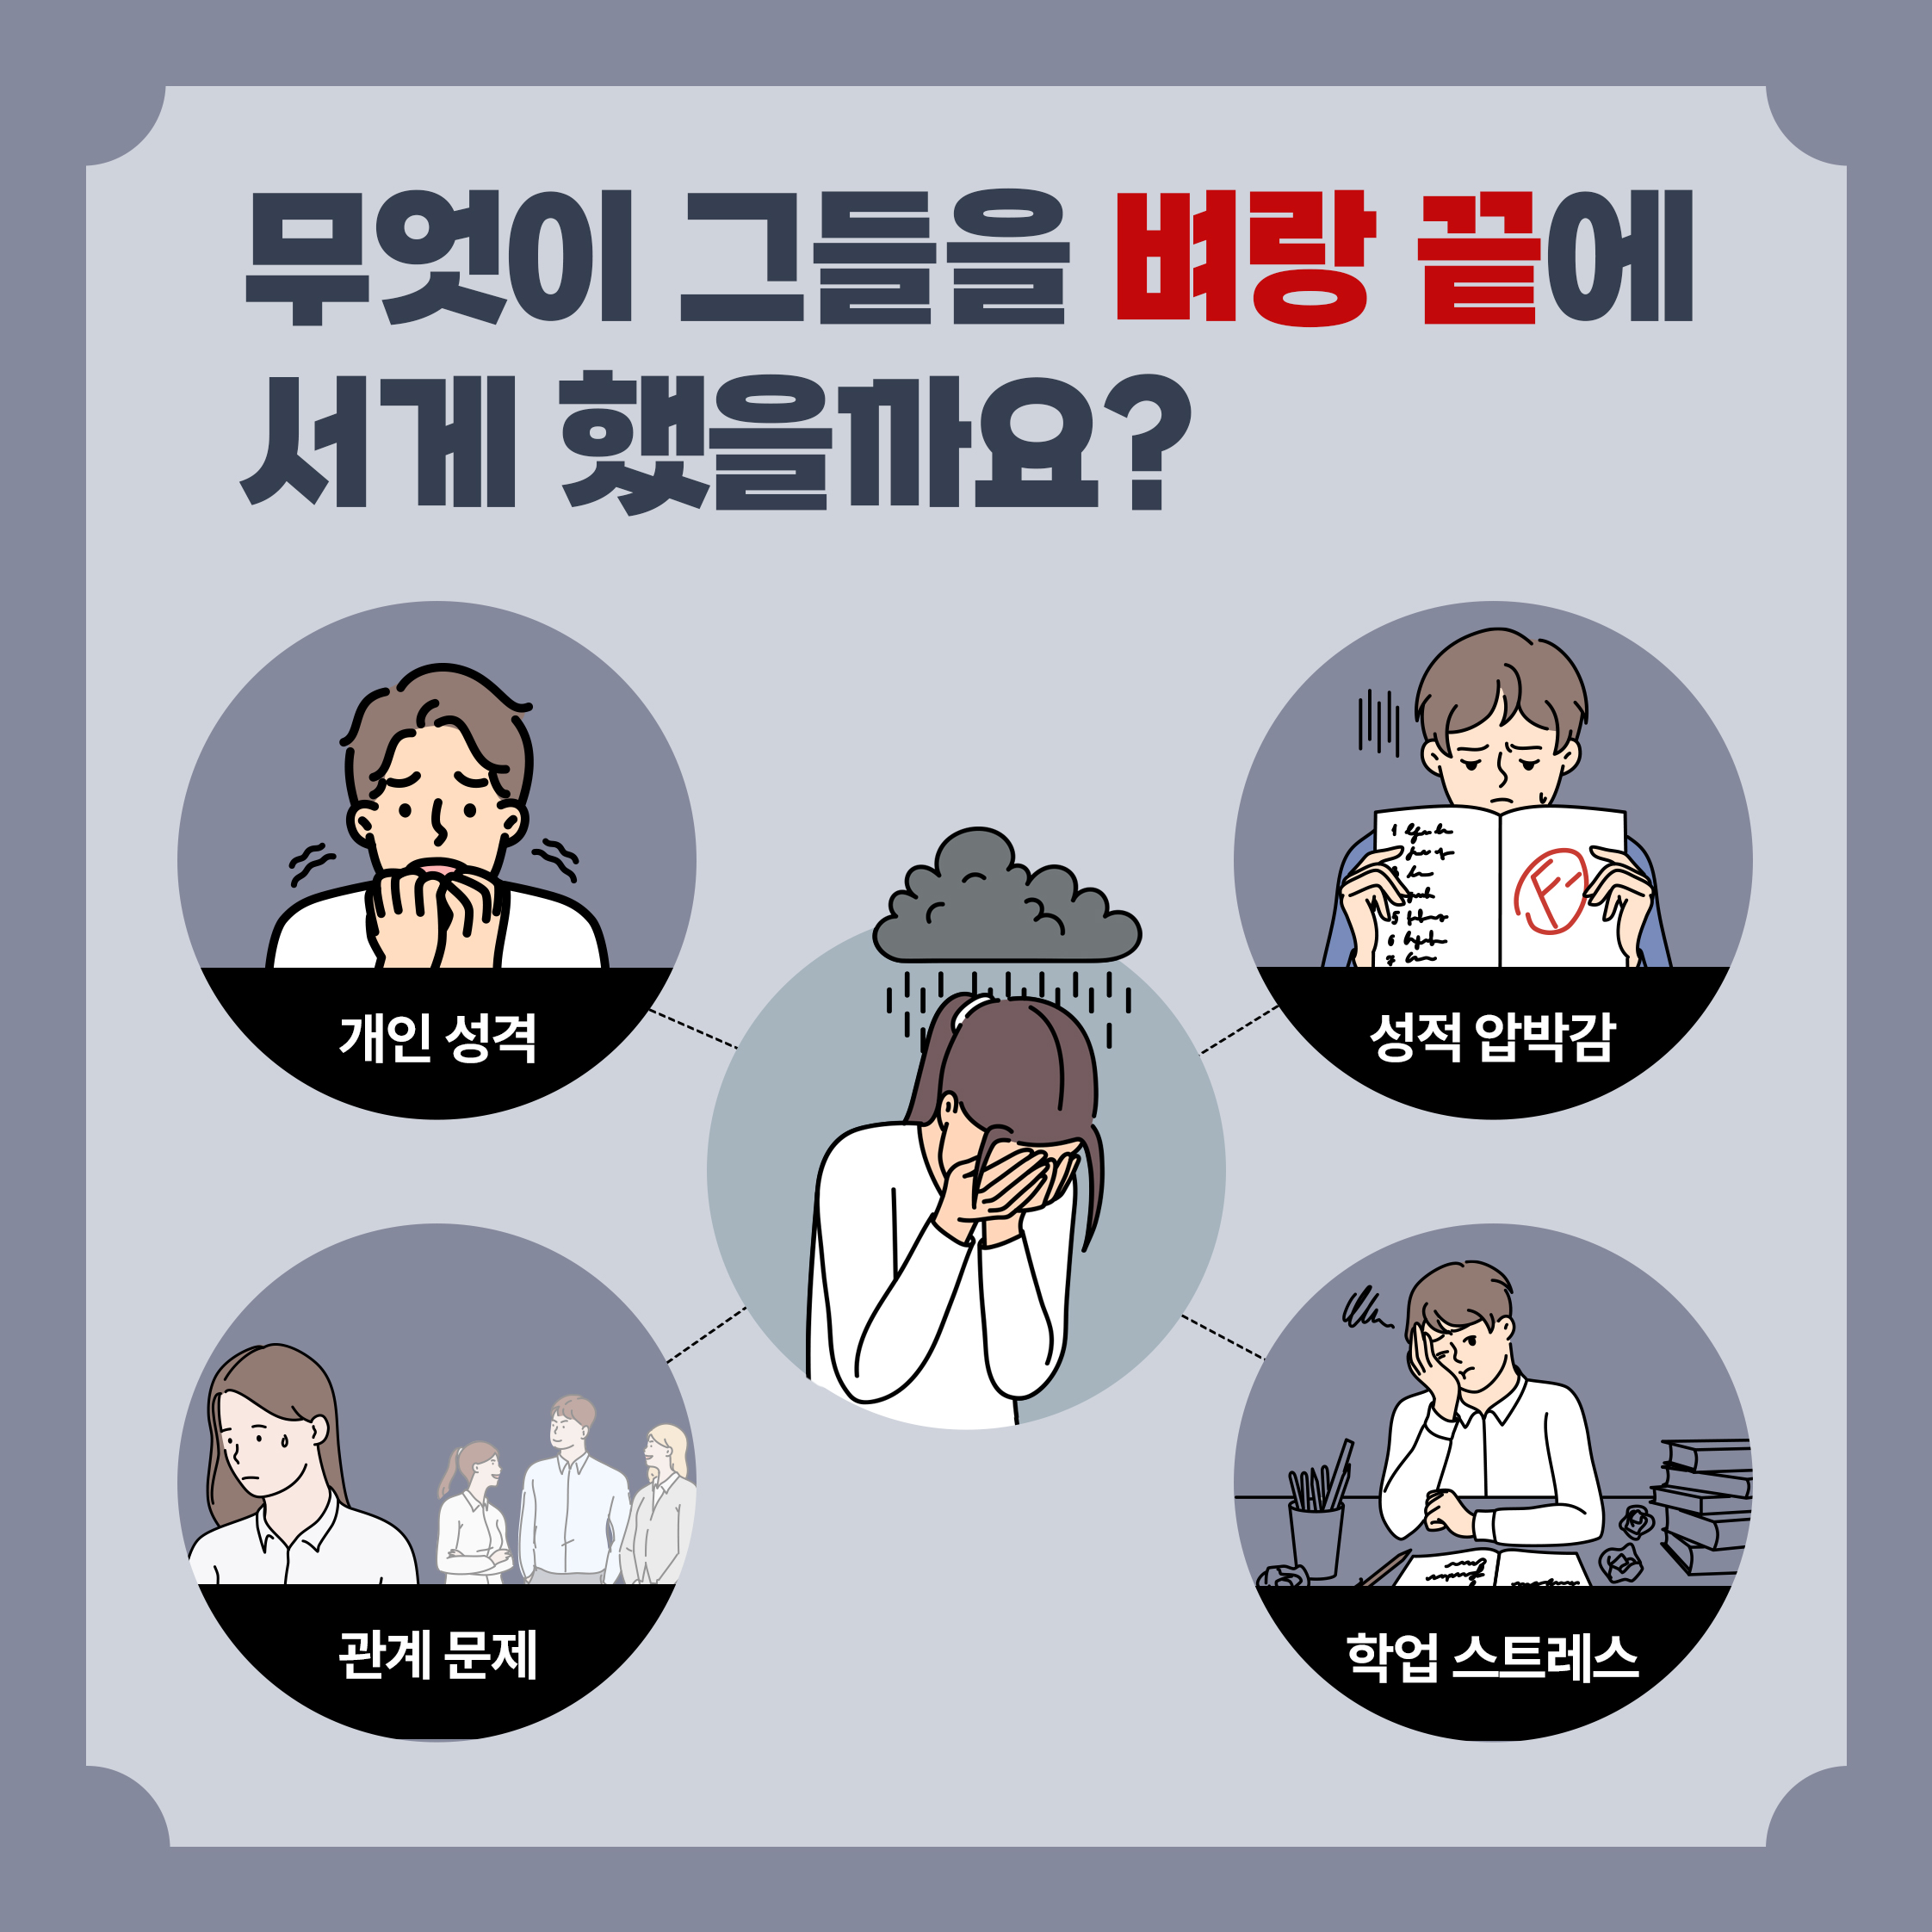 무엇이 그들을 벼랑 끝에
서게 했을까요?
개인 성격
성적 압박감
F
관계 문제
학업 스트레스